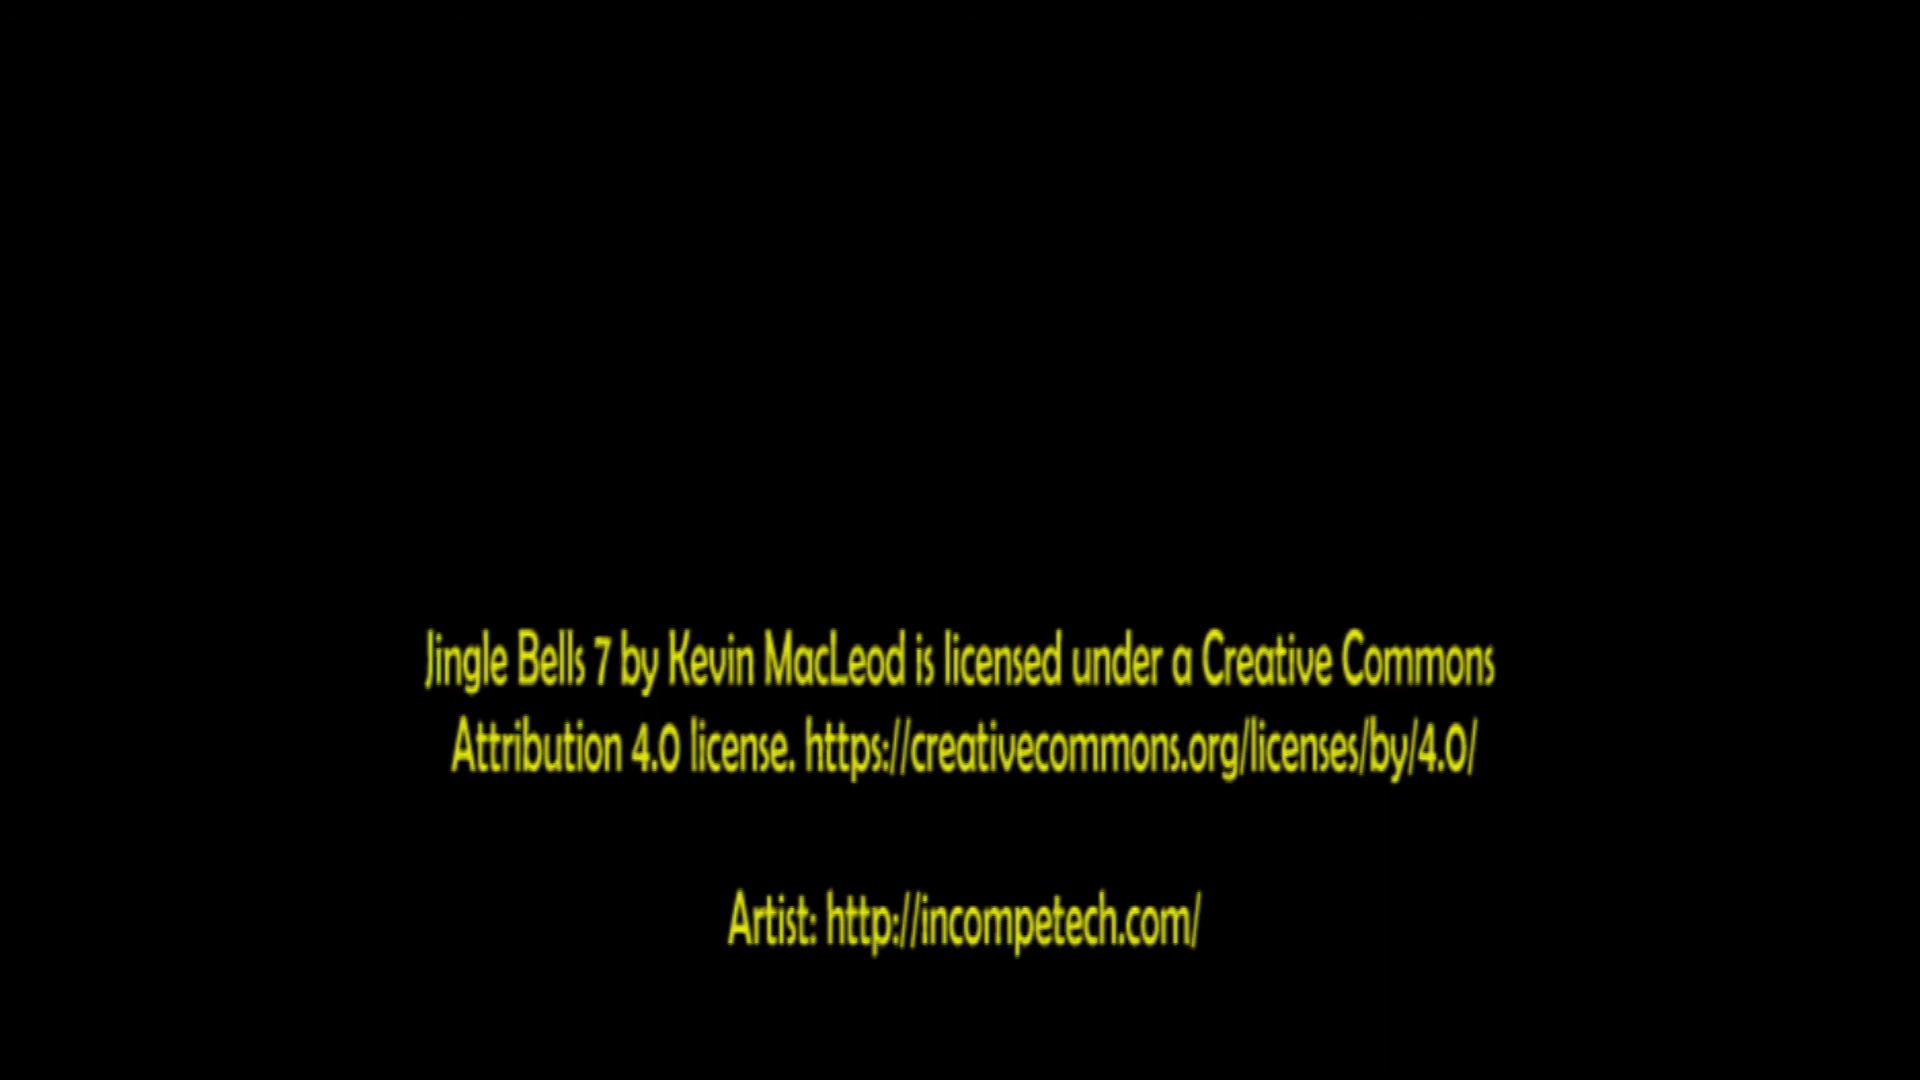 Jingle Bells 7 by Kevin MacLeod is licensed under a Creative Commons
Attribution 4.0 license. https://creativecommons.org/licenses/by/4.0/
Artist: http://incompetech.com/